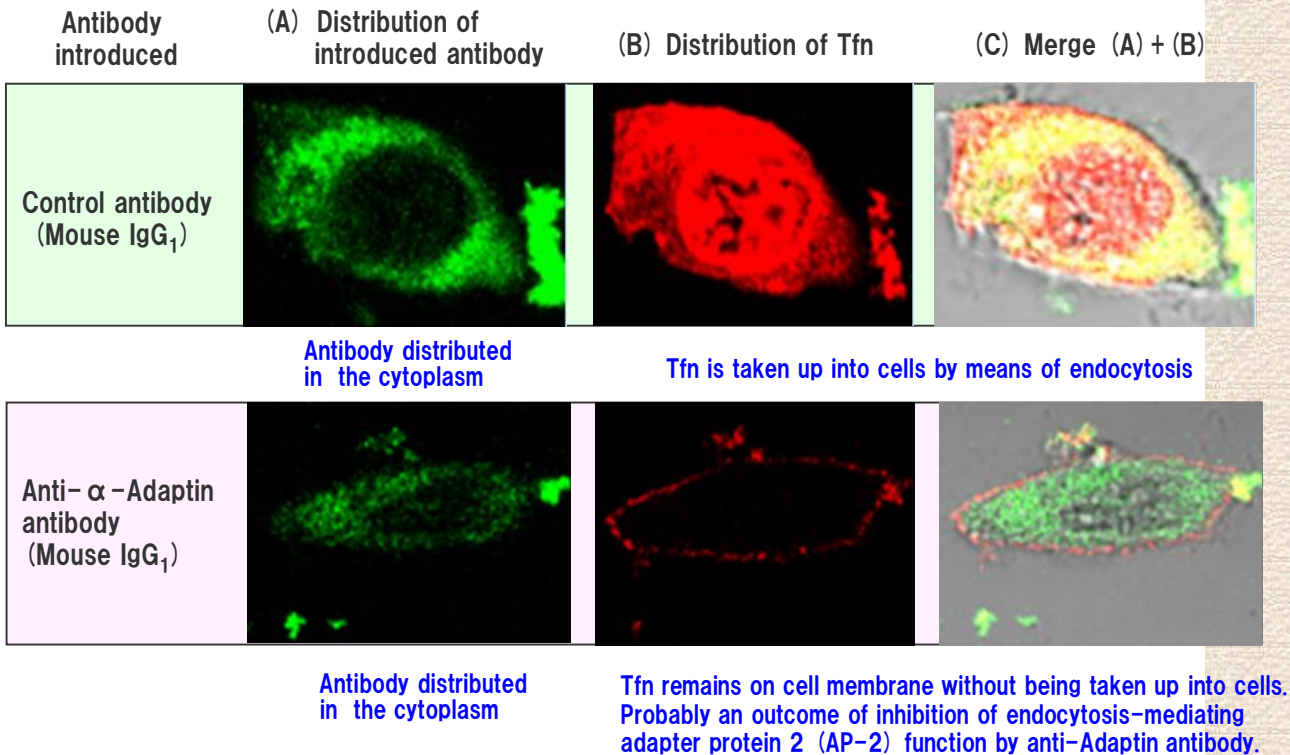 Antibody
introduced
(A) Distribution of
introduced antibody
(B) Distribution of Tfn
(C) Merge (A)+(B)
Control antibody
(Mouse IgG1)
Antibody distributed
in the cytoplasm
Tfn is taken up into cells by means of endocytosis
Anti-α-Adaptin
antibody
(Mouse IgG1)
Antibody distributed
in the cytoplasm
Tfn remains on cell membrane without being taken up into cells.
Probably an outcome of inhibition of endocytosis-mediating
adapter protein 2 (AP-2) function by anti-Adaptin antibody.